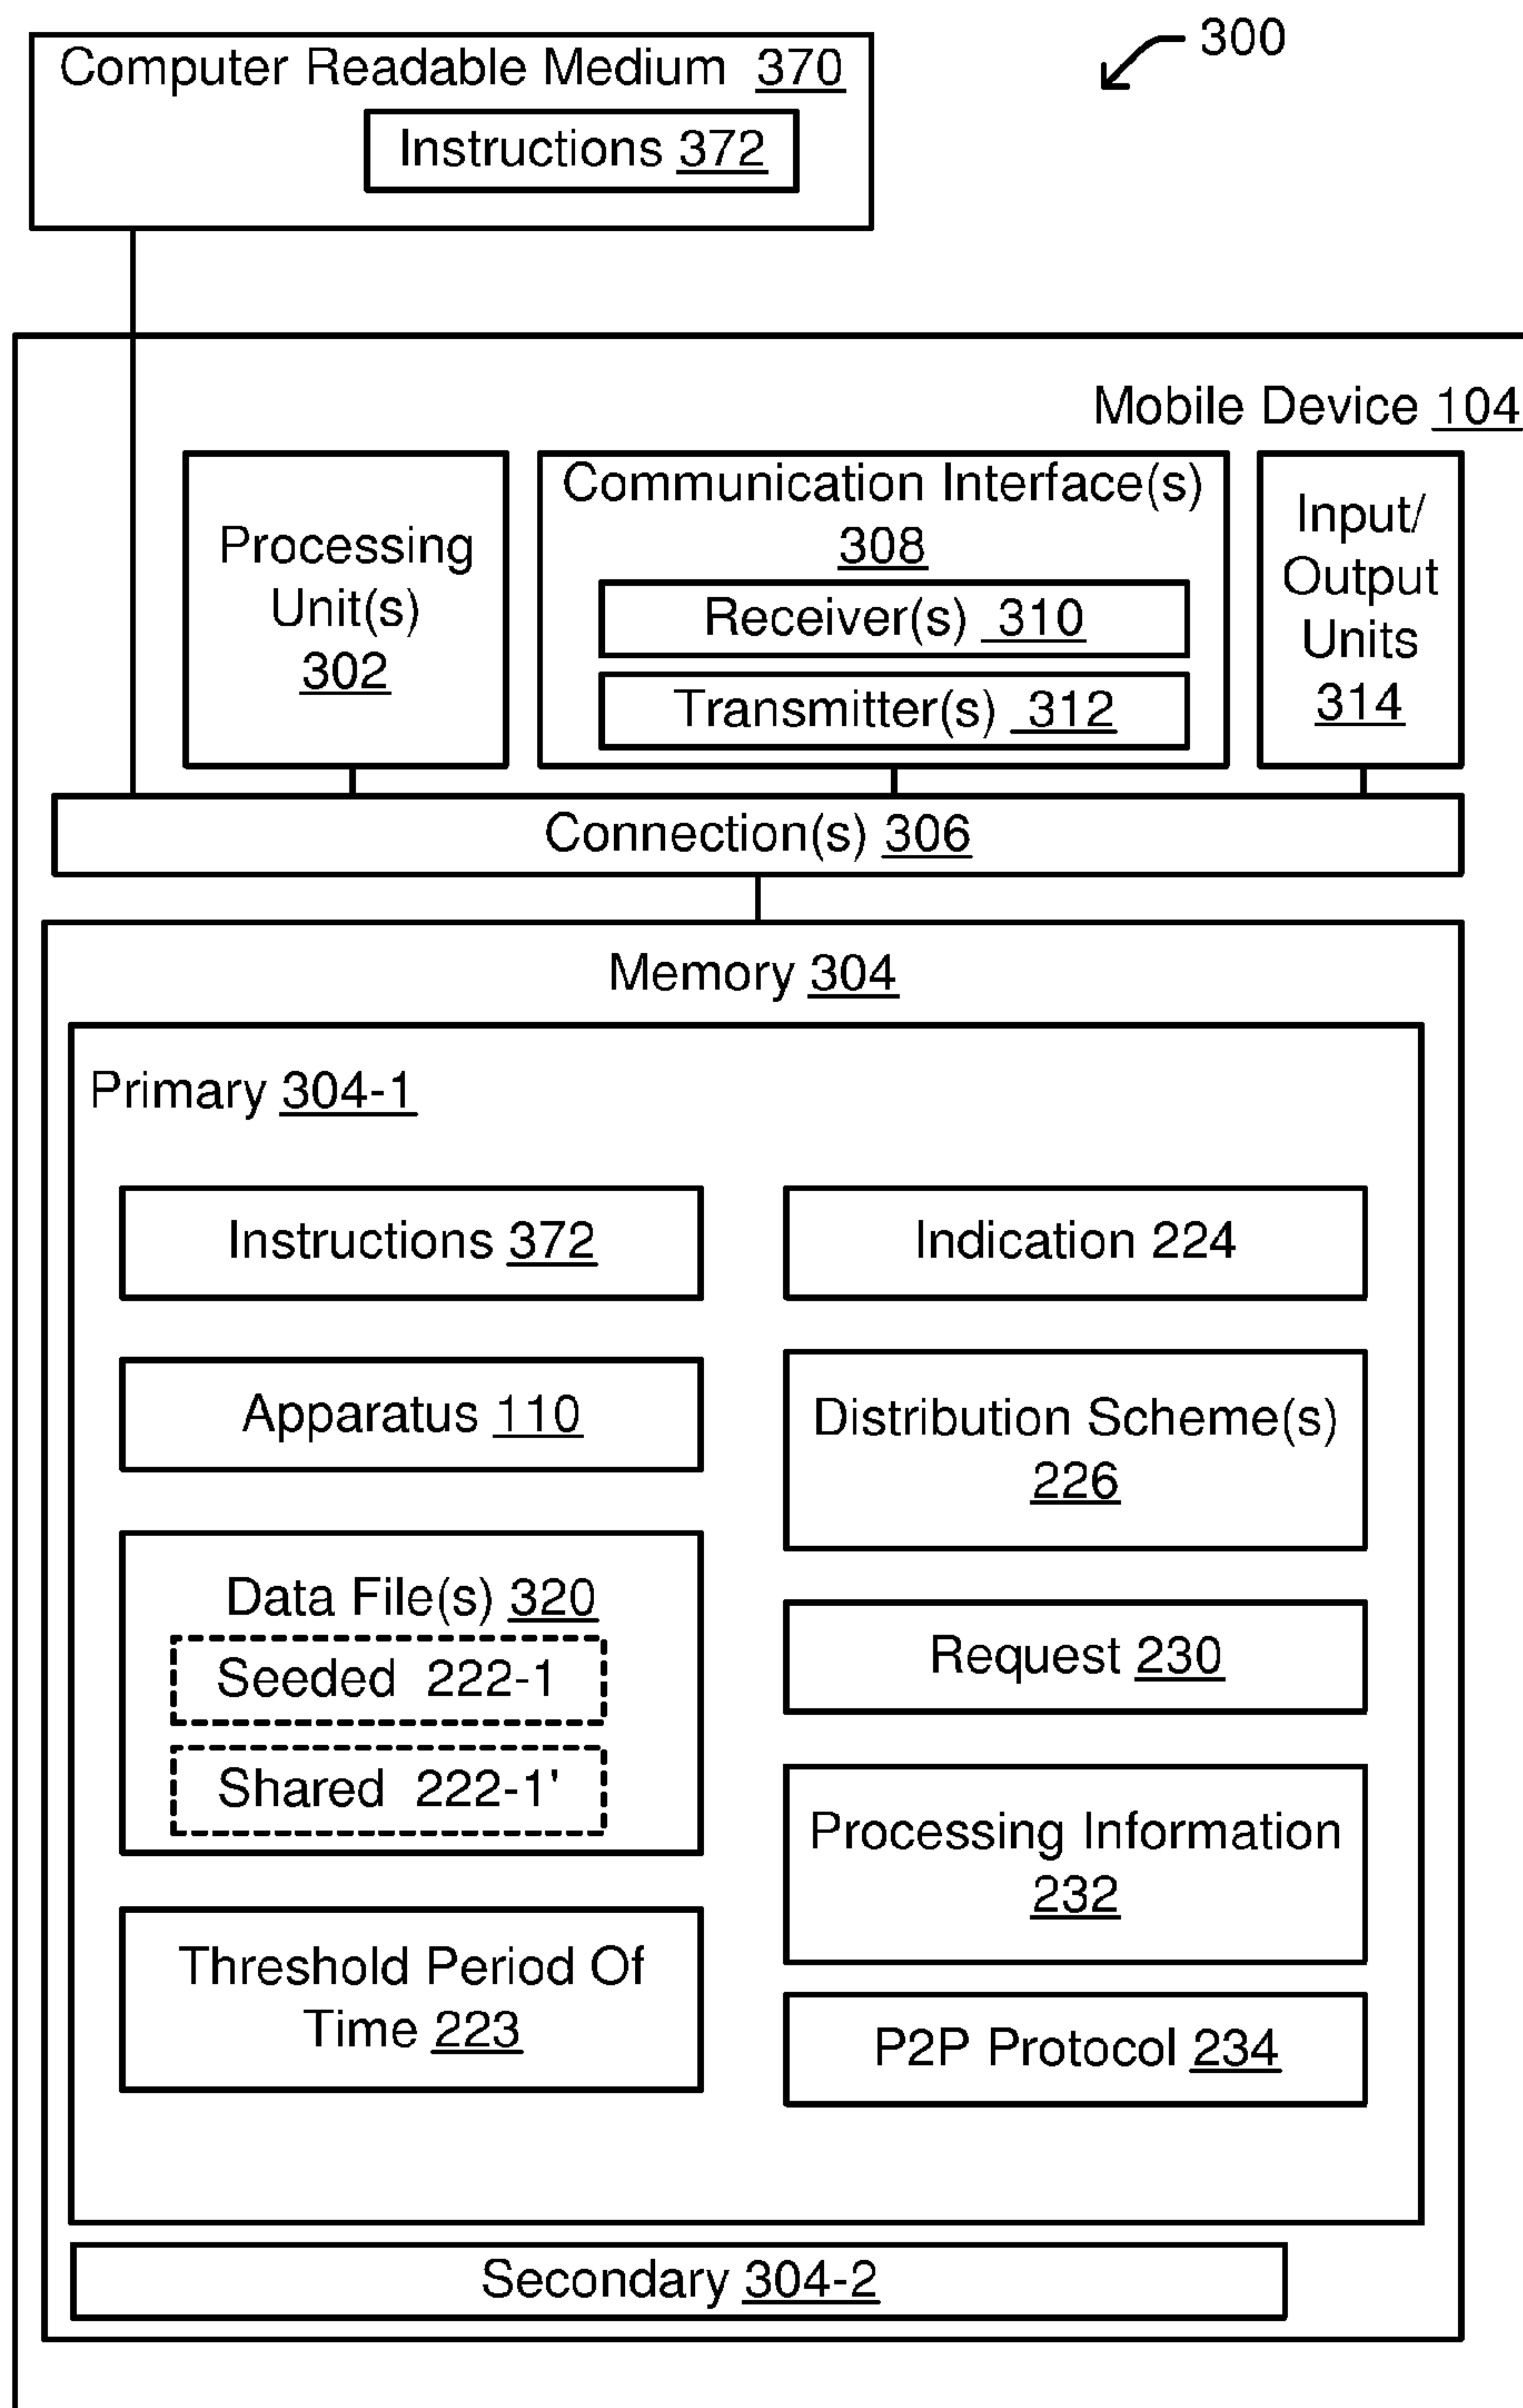 300
Computer Readable Medium 370
Instructions 372
Mobile Device 104
Processing
Unit(s)
302
Communication Interface(s)
308
Receiver(s) 310
Transmitter(s) 312
Input/
Output
Units
314
Connection(s) 306
Memory 304
Primary 304-1
Instructions 372
Apparatus 110
Data File(s) 320
Seeded 222-1
Shared 222-1'
Threshold Period Of
Time 223
Indication 224
Distribution Scheme(s)
226
Request 230
Processing Information
232
P2P Protocol 234
Secondary 304-2